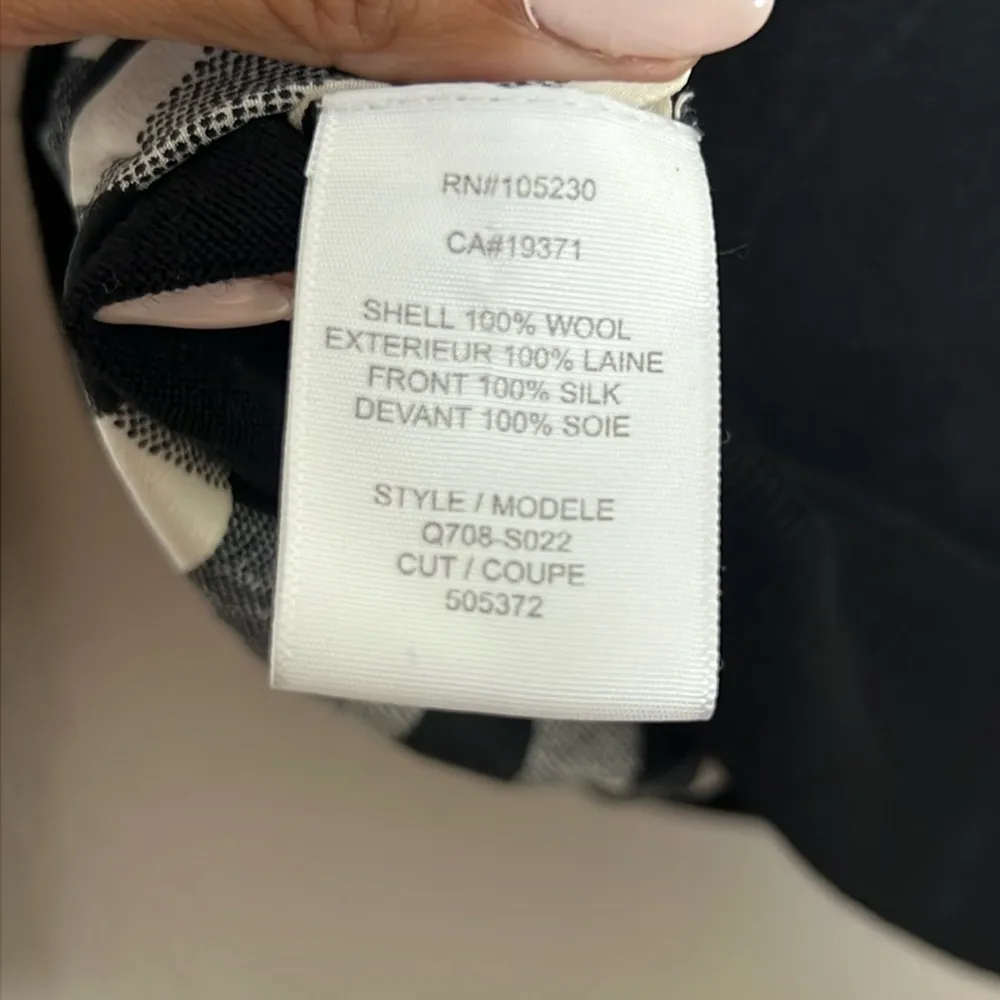 RN#105230
CA#19371
SHELL 100% WOOL
EXTERIEUR 100% LAINE
FRONT 100% SILK
DEVANT 100% SOIE
STYLE / MODELE
Q708-S022
CUT / COUPE
505372